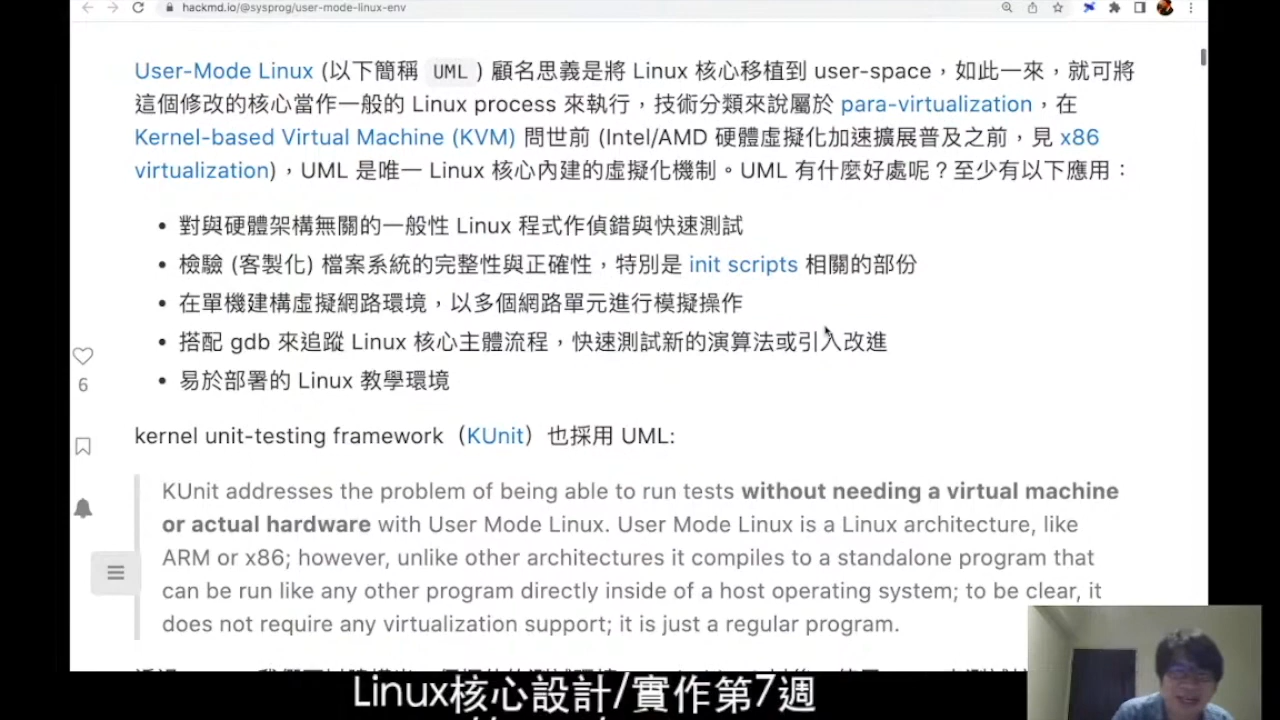 hackmd.io/@sysprog/user-mode-linux-env
User-Mode Linux (以下簡稱 UML ) 顧名思義是將 Linux 核心移植到 user-space，如此一來，就可將
這個修改的核心當作一般的 Linux process 來執行，技術分類來說屬於 para-virtualization，在
Kernel-based Virtual Machine (KVM) 問世前 (Intel/AMD 硬體虛擬化加速擴展普及之前，見 x86
virtualization)，UML 是唯一 Linux 核心內建的虛擬化機制。UML 有什麼好處呢？至少有以下應用：
• 對與硬體架構無關的一般性 Linux 程式作偵錯與快速測試
• 檢驗 (客製化) 檔案系統的完整性與正確性，特別是 init scripts 相關的部份
• 在單機建構虛擬網路環境，以多個網路單元進行模擬操作
• 搭配 gdb 來追蹤 Linux 核心主體流程，快速測試新的演算法或引入改進
• 易於部署的 Linux 教學環境
6
kernel unit-testing framework（KUnit）也採用 UML:
KUnit addresses the problem of being able to run tests without needing a virtual machine
or actual hardware with User Mode Linux. User Mode Linux is a Linux architecture, like
ARM or x86; however, unlike other architectures it compiles to a standalone program that
can be run like any other program directly inside of a host operating system; to be clear, it
does not require any virtualization support; it is just a regular program.
Linux核心設計/實作第7週